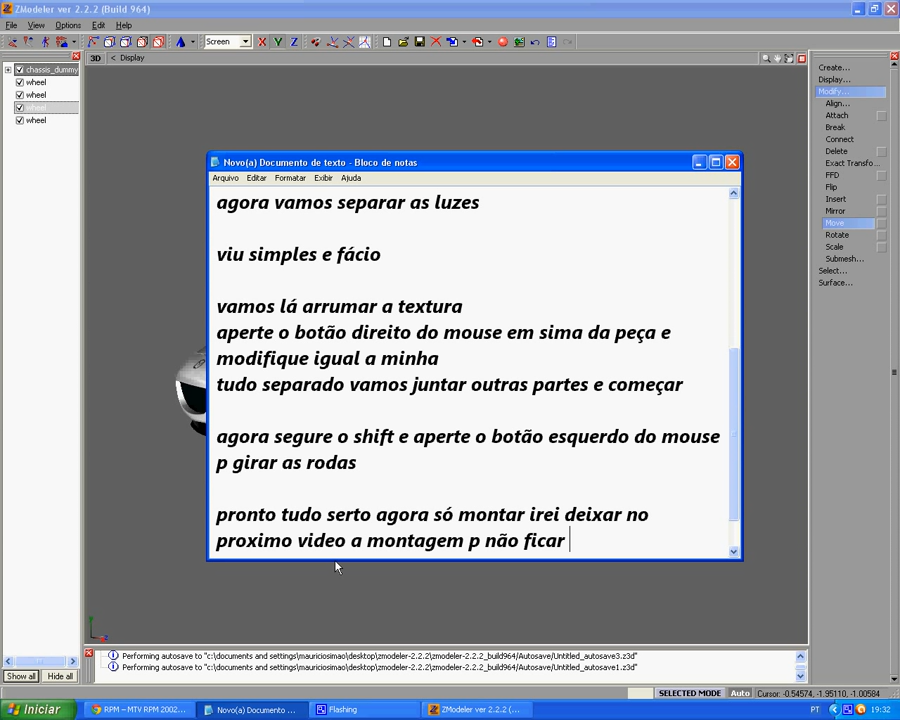 ZModeler ver 2.2.2 (Build 964)
File View Options Edit Help
Screen X Y Z
3D < Display
chassis_dummy
wheel
wheel
wheel
wheel
Create...
Display...
Modify...
Align...
Attach
Break
Connect
Delete
Exact Transfo...
FFD
Flip
Insert
Mirror
Move
Rotate
Scale
Submesh...
Select...
Surface...
Novo(a) Documento de texto - Bloco de notas
Arquivo Editar Formatar Exibir Ajuda
agora vamos separar as luzes
viu simples e fácio
vamos lá arrumar a textura
aperte o botão direito do mouse em sima da peça e
modifique igual a minha
tudo separado vamos juntar outras partes e começar
agora segure o shift e aperte o botão esquerdo do mouse
p girar as rodas
pronto tudo serto agora só montar irei deixar no
proximo video a montagem p não ficar
Performing autosave to "c:\documents and settings\mauriciosimao\desktop\zmodeler-2.2.2\zmodeler-2.2.2_build964/Autosave/Untitled_autosave3.z3d"
Performing autosave to "c:\documents and settings\mauriciosimao\desktop\zmodeler-2.2.2\zmodeler-2.2.2_build964/Autosave/Untitled_autosave1.z3d"
Show all Hide all
SELECTED MODE Auto Cursor: -0.54574, -1.95110, -1.00584
Iniciar RPM – MTV RPM 2002... Novo(a) Documento ... Flashing ZModeler ver 2.2.2 (... PT 19:32